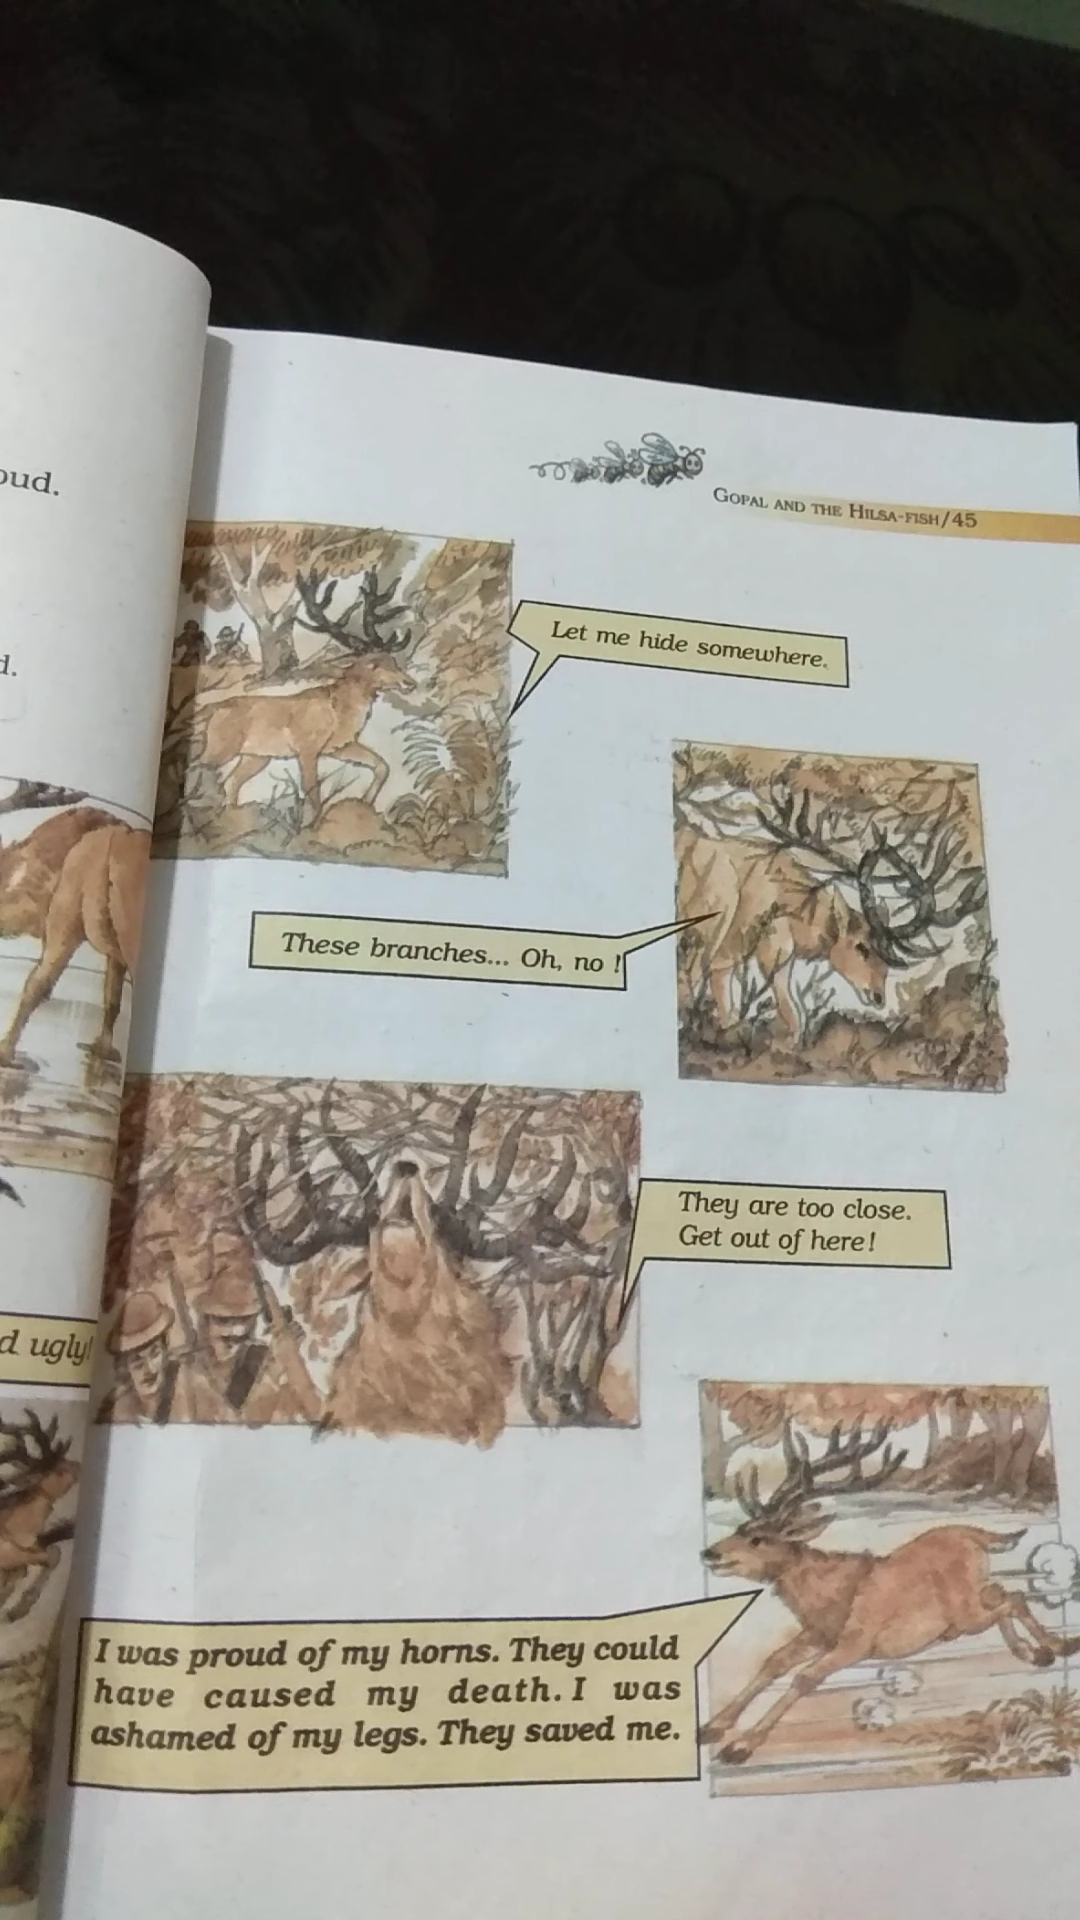 oud.
d.
d ugly!
GOPAL AND THE HILSA-FISH/45
Let me hide somewhere.
These branches... Oh, no !
They are too close.
Get out of here!
I was proud of my horns. They could
have caused my death. I was
ashamed of my legs. They saved me.